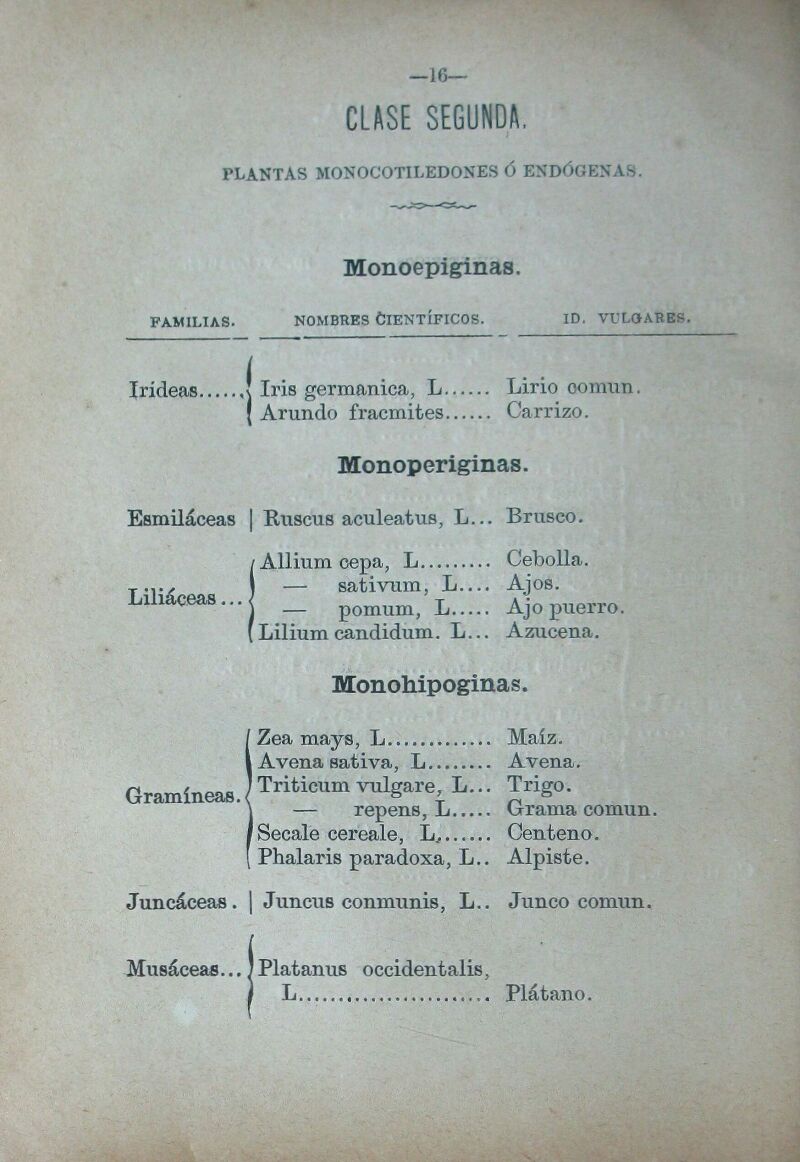 —16—
CLASE SEGUNDA.
PLANTAS MONOCOTILEDONES Ó ENDÓGENAS.
Monoepiginas.
FAMILIAS. NOMBRES CIENTÍFICOS. ID. VULGARES.
Irídeas...... Iris germanica, L...... Lirio comun.
Arundo fracmites...... Carrizo.
Monoperiginas.
Esmiláceas | Ruscus aculeatus, L... Brusco.
Allium cepa, L......... Cebolla.
— sativum, L.... Ajos.
Liliáceas...
— pomum, L..... Ajo puerro.
Lilium candidum. L... Azucena.
Monohipoginas.
Zea mays, L............. Maíz.
Avena sativa, L........ Avena.
Triticum vulgare, L... Trigo.
Gramíneas.
— repens, L..... Grama comun.
Secale cereale, L,...... Centeno.
Phalaris paradoxa, L.. Alpiste.
Juncáceas. | Juncus conmunis, L.. Junco comun.
Musáceas... Platanus occidentalis,
L........................ Plátano.